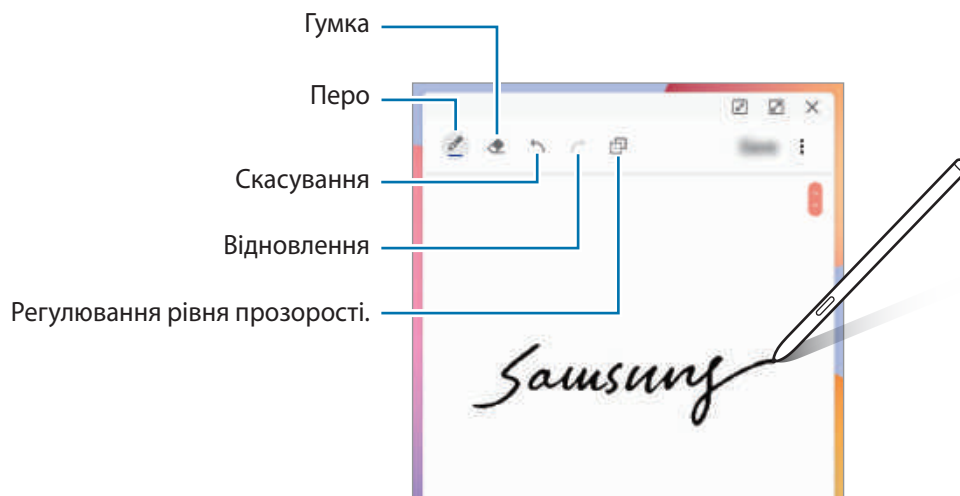 Гумка
Перо
Скасування
Відновлення
Регулювання рівня прозорості.
Samsung